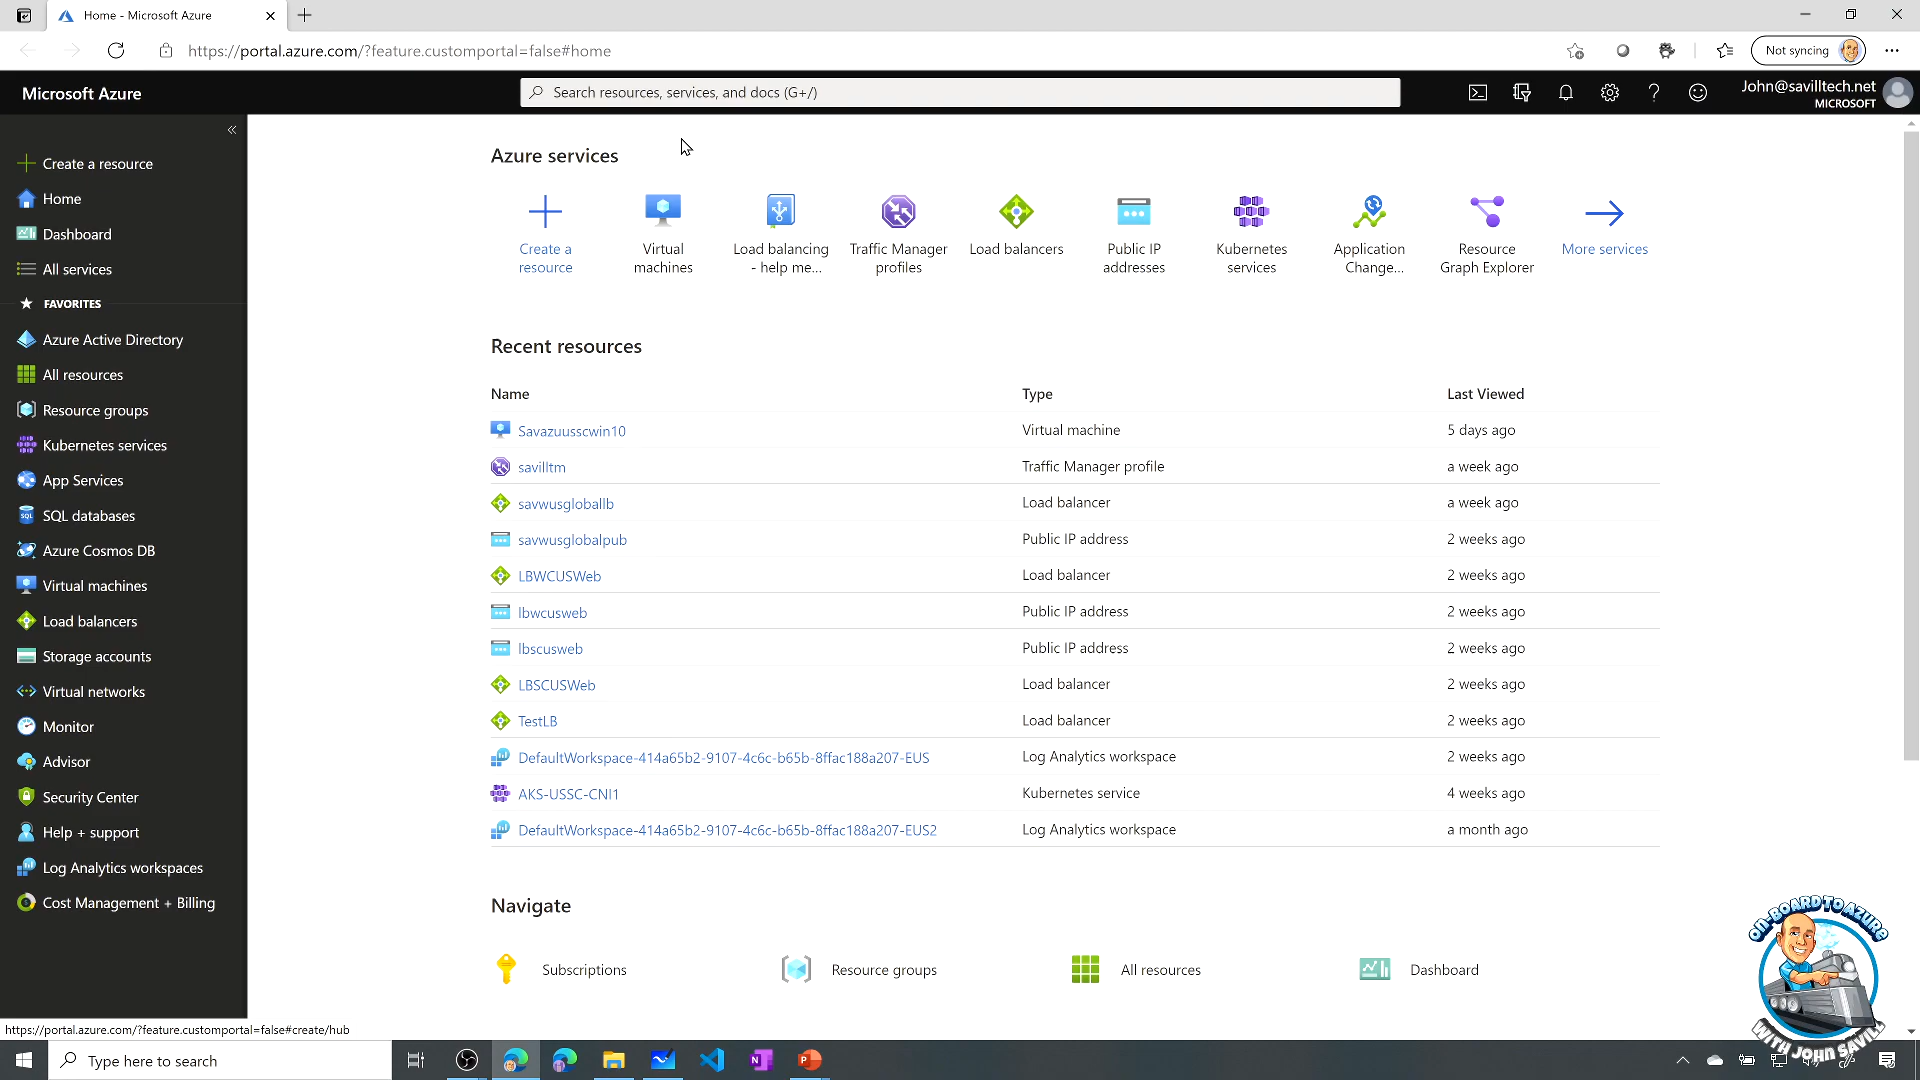 Home - Microsoft Azure
https://portal.azure.com/?feature.customportal=false#home
Not syncing
Microsoft Azure
Search resources, services, and docs (G+/)
John@savilltech.net
MICROSOFT
Create a resource
Home
Dashboard
All services
FAVORITES
Azure Active Directory
All resources
Resource groups
Kubernetes services
App Services
SQL databases
Azure Cosmos DB
Virtual machines
Load balancers
Storage accounts
Virtual networks
Monitor
Advisor
Security Center
Help + support
Log Analytics workspaces
Cost Management + Billing
Azure services
Create a
resource
Virtual
machines
Load balancing
- help me...
Traffic Manager
profiles
Load balancers
Public IP
addresses
Kubernetes
services
Application
Change...
Resource
Graph Explorer
More services
Recent resources
Name Type Last Viewed
Savazuusscwin10 Virtual machine 5 days ago
savilltm Traffic Manager profile a week ago
savwusgloballb Load balancer a week ago
savwusglobalpub Public IP address 2 weeks ago
LBWCUSWeb Load balancer 2 weeks ago
lbwcusweb Public IP address 2 weeks ago
lbscusweb Public IP address 2 weeks ago
LBSCUSWeb Load balancer 2 weeks ago
TestLB Load balancer 2 weeks ago
DefaultWorkspace-414a65b2-9107-4c6c-b65b-8ffac188a207-EUS Log Analytics workspace 2 weeks ago
AKS-USSC-CNI1 Kubernetes service 4 weeks ago
DefaultWorkspace-414a65b2-9107-4c6c-b65b-8ffac188a207-EUS2 Log Analytics workspace a month ago
Navigate
Subscriptions
Resource groups
All resources
Dashboard
ON-BOARD TO AZURE
WITH JOHN SAVILL
https://portal.azure.com/?feature.customportal=false#create/hub
Type here to search